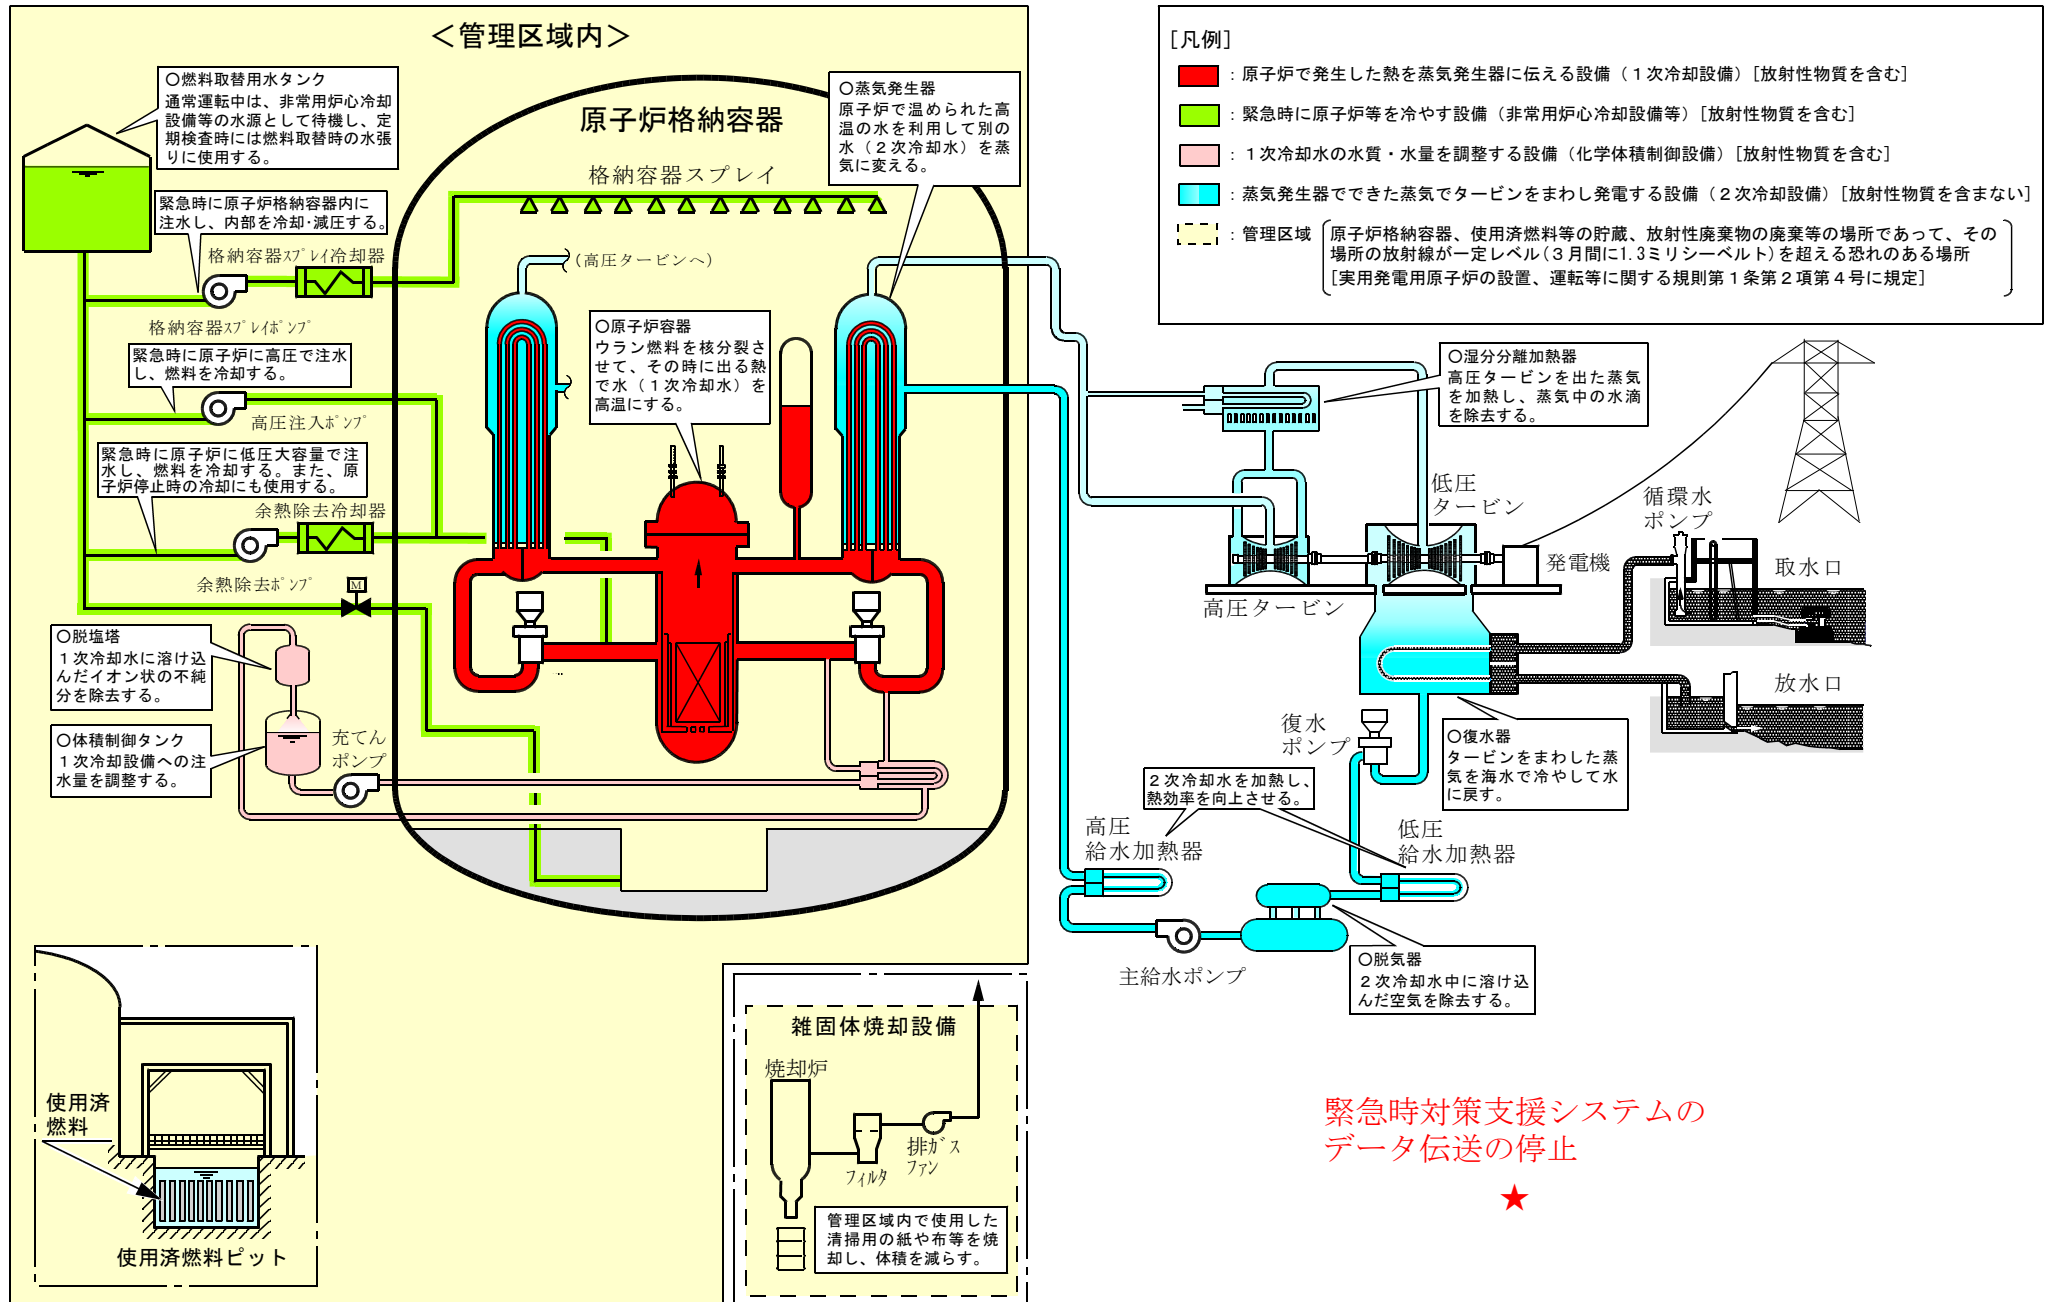 ＜管理区域内＞
○燃料取替用水タンク
通常運転中は、非常用炉心冷却
設備等の水源として待機し、定
期検査時には燃料取替時の水張
りに使用する。
緊急時に原子炉格納容器内に
注水し、内部を冷却･減圧する。
格納容器ｽﾌﾟﾚｲ冷却器
格納容器ｽﾌﾟﾚｲﾎﾟﾝﾌﾟ
緊急時に原子炉に高圧で注水
し、燃料を冷却する。
高圧注入ﾎﾟﾝﾌﾟ
緊急時に原子炉に低圧大容量で注
水し、燃料を冷却する。また、原
子炉停止時の冷却にも使用する。
余熱除去冷却器
余熱除去ﾎﾟﾝﾌﾟ
M
○脱塩塔
１次冷却水に溶け込
んだイオン状の不純
分を除去する。
○体積制御タンク
１次冷却設備への注
水量を調整する。
充てん
ポンプ
原子炉格納容器
格納容器スプレイ
(高圧タービンへ)
○蒸気発生器
原子炉で温められた高
温の水を利用して別の
水（２次冷却水）を蒸
気に変える。
○原子炉容器
ウラン燃料を核分裂さ
せて、その時に出る熱
で水（１次冷却水）を
高温にする。
[凡例]
：原子炉で発生した熱を蒸気発生器に伝える設備（１次冷却設備）[放射性物質を含む]
：緊急時に原子炉等を冷やす設備（非常用炉心冷却設備等）[放射性物質を含む]
：１次冷却水の水質・水量を調整する設備（化学体積制御設備）[放射性物質を含む]
：蒸気発生器でできた蒸気でタービンをまわし発電する設備（２次冷却設備）[放射性物質を含まない]
：管理区域
原子炉格納容器、使用済燃料等の貯蔵、放射性廃棄物の廃棄等の場所であって、その
場所の放射線が一定レベル(３月間に1.3ミリシーベルト)を超える恐れのある場所
[実用発電用原子炉の設置、運転等に関する規則第１条第２項第４号に規定]
○湿分分離加熱器
高圧タービンを出た蒸気
を加熱し、蒸気中の水滴
を除去する。
低圧
タービン
高圧タービン
発電機
循環水
ポンプ
取水口
放水口
復水
ポンプ
○復水器
タービンをまわした蒸
気を海水で冷やして水
に戻す。
２次冷却水を加熱し、
熱効率を向上させる。
高圧
給水加熱器
低圧
給水加熱器
主給水ポンプ
○脱気器
２次冷却水中に溶け込
んだ空気を除去する。
使用済
燃料
使用済燃料ピット
雑固体焼却設備
焼却炉
フィルタ
排ｶﾞｽ
ファン
管理区域内で使用した
清掃用の紙や布等を焼
却し、体積を減らす。
緊急時対策支援システムの
データ伝送の停止
★